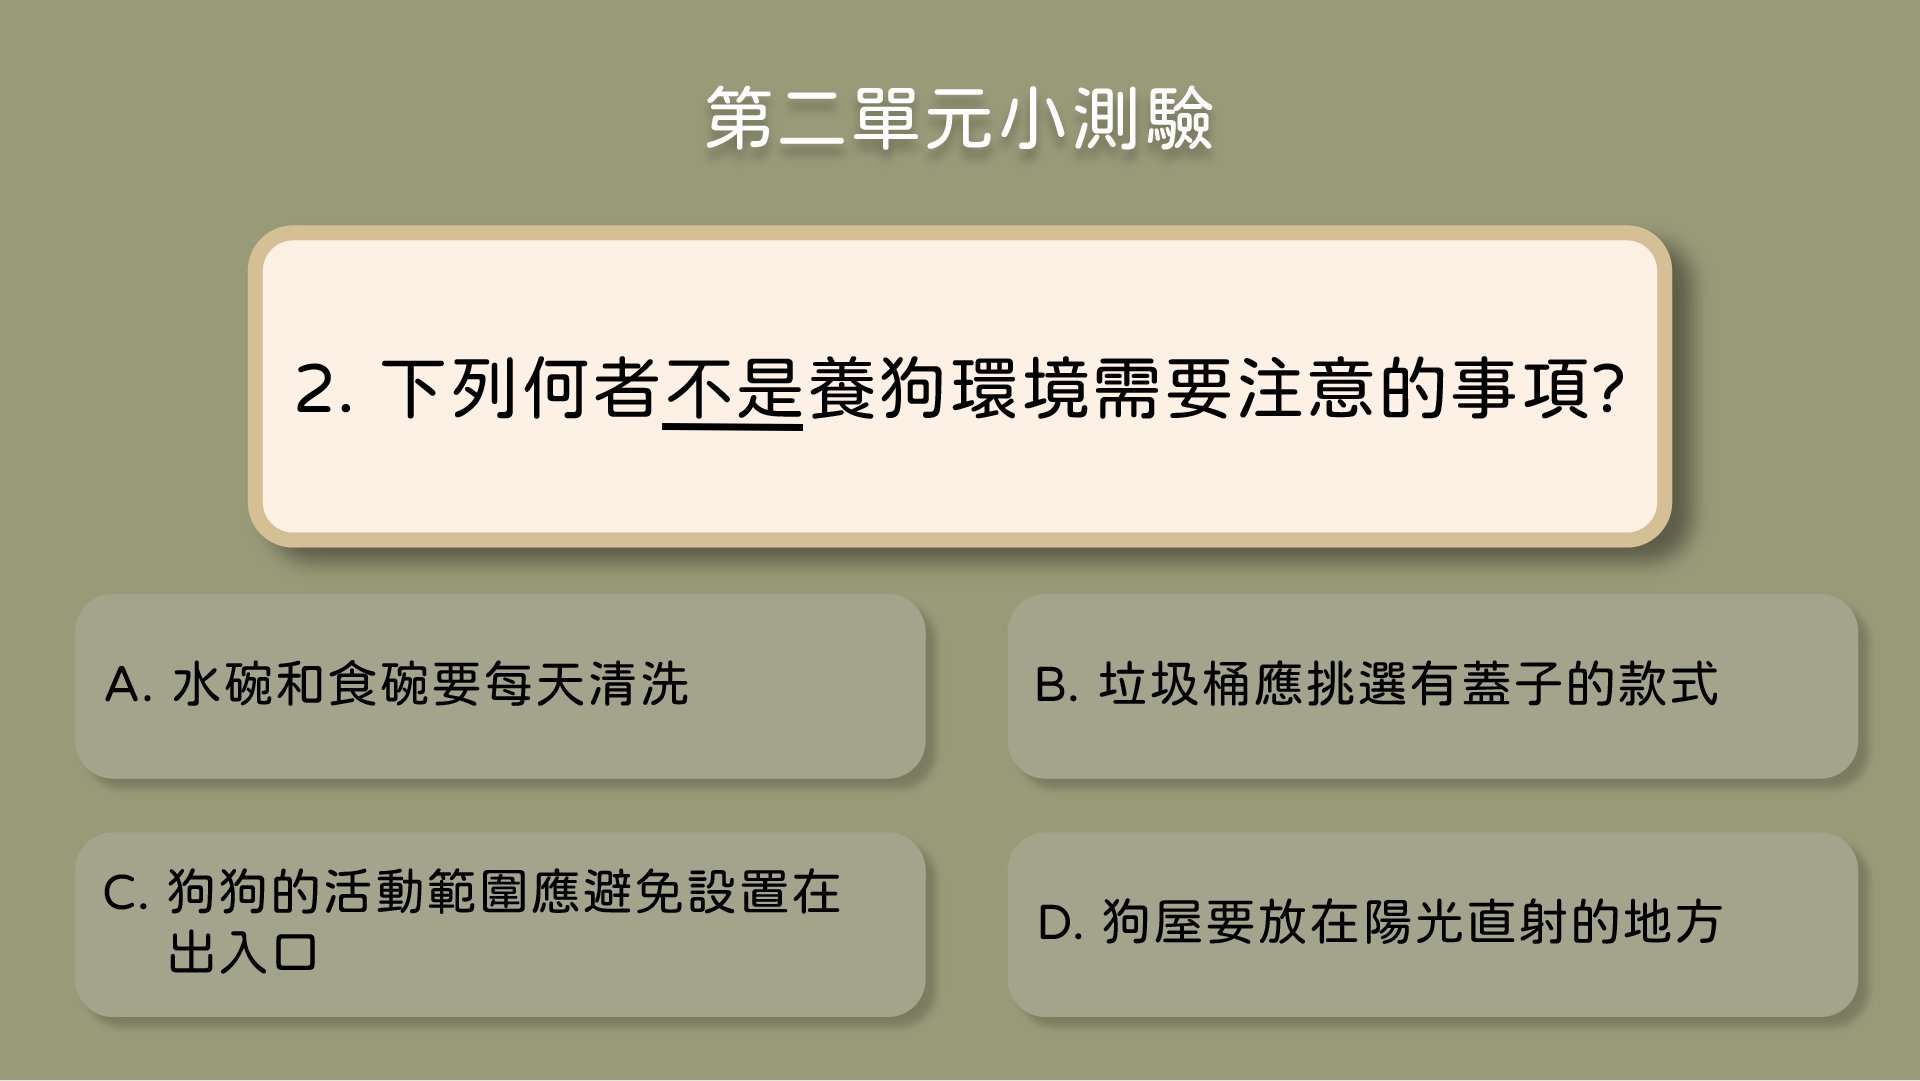 第二單元小測驗
2. 下列何者不是養狗環境需要注意的事項?
A. 水碗和食碗要每天清洗
B. 垃圾桶應挑選有蓋子的款式
C. 狗狗的活動範圍應避免設置在
出入口
D. 狗屋要放在陽光直射的地方